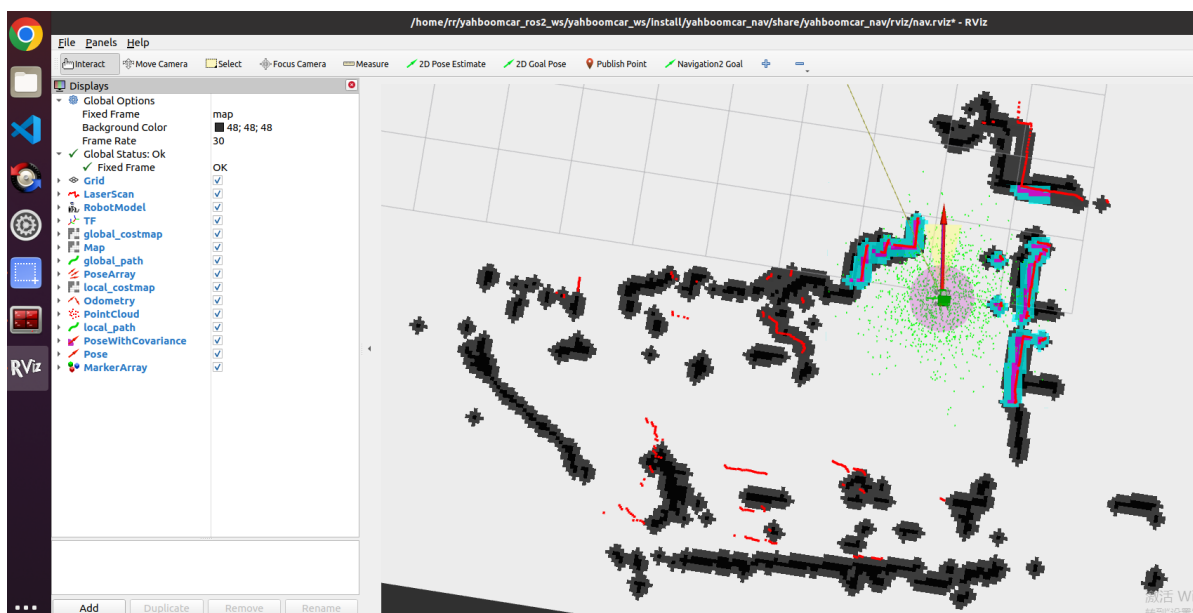 /home/rr/yahboomcar_ros2_ws/yahboomcar_ws/install/yahboomcar_nav/share/yahboomcar_nav/rviz/nav.rviz* - RViz
File Panels Help
Interact Move Camera Select Focus Camera Measure 2D Pose Estimate 2D Goal Pose Publish Point Navigation2 Goal
Displays
Global Options
Fixed Frame map
Background Color 48; 48; 48
Frame Rate 30
Global Status: Ok
Fixed Frame OK
Grid
LaserScan
RobotModel
TF
global_costmap
Map
global_path
PoseArray
local_costmap
Odometry
PointCloud
local_path
PoseWithCovariance
Pose
MarkerArray
RViz
Add Duplicate Remove Rename
激活 W